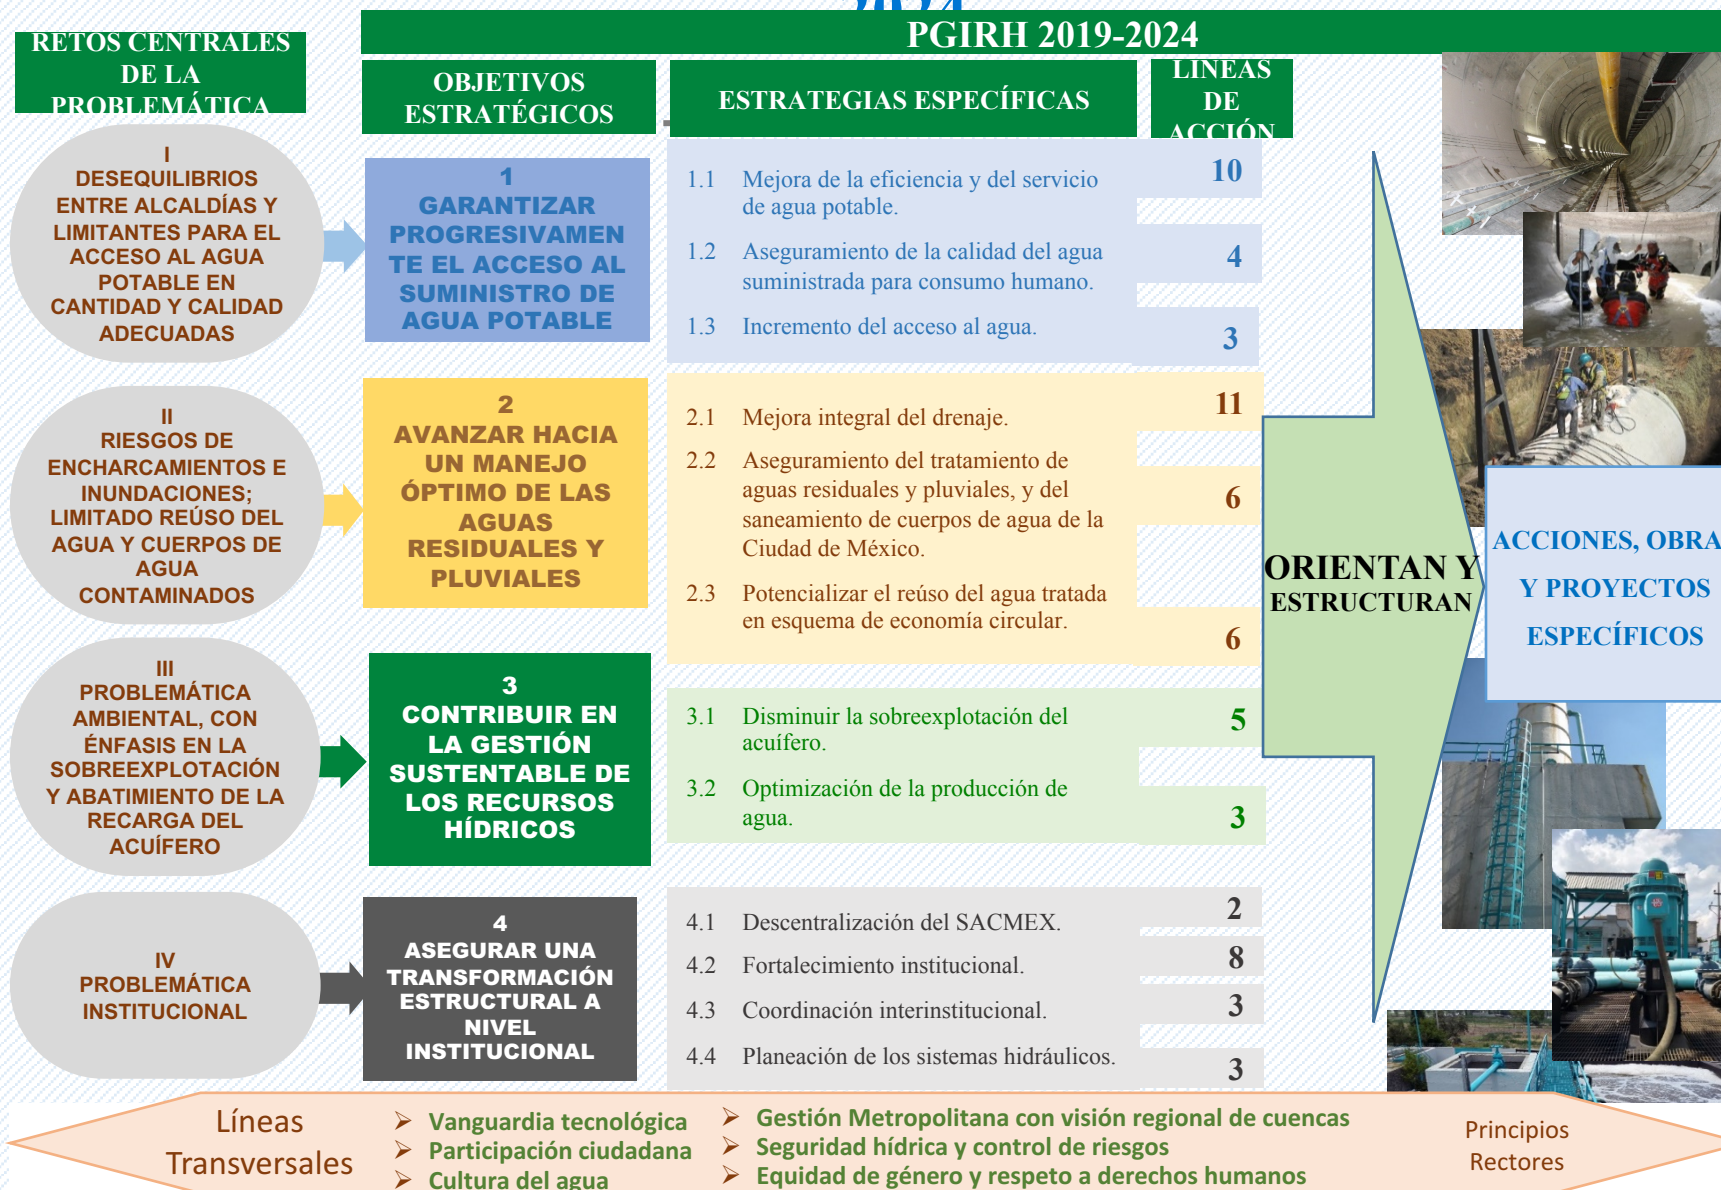 2024
PGIRH 2019-2024
RETOS CENTRALES
DE LA
PROBLEMÁTICA
OBJETIVOS
ESTRATÉGICOS
ESTRATEGIAS ESPECÍFICAS
LÍNEAS
DE
ACCIÓN
I
DESEQUILIBRIOS
ENTRE ALCALDÍAS Y
LIMITANTES PARA EL
ACCESO AL AGUA
POTABLE EN
CANTIDAD Y CALIDAD
ADECUADAS
1
GARANTIZAR
PROGRESIVAMEN
TE EL ACCESO AL
SUMINISTRO DE
AGUA POTABLE
1.1 Mejora de la eficiencia y del servicio
de agua potable.
10
1.2 Aseguramiento de la calidad del agua
suministrada para consumo humano.
4
1.3 Incremento del acceso al agua.
3
II
RIESGOS DE
ENCHARCAMIENTOS E
INUNDACIONES;
LIMITADO REÚSO DEL
AGUA Y CUERPOS DE
AGUA
CONTAMINADOS
2
AVANZAR HACIA
UN MANEJO
ÓPTIMO DE LAS
AGUAS
RESIDUALES Y
PLUVIALES
2.1 Mejora integral del drenaje.
11
2.2 Aseguramiento del tratamiento de
aguas residuales y pluviales, y del
saneamiento de cuerpos de agua de la
Ciudad de México.
6
2.3 Potencializar el reúso del agua tratada
en esquema de economía circular.
6
III
PROBLEMÁTICA
AMBIENTAL, CON
ÉNFASIS EN LA
SOBREEXPLOTACIÓN
Y ABATIMIENTO DE LA
RECARGA DEL
ACUÍFERO
3
CONTRIBUIR EN
LA GESTIÓN
SUSTENTABLE DE
LOS RECURSOS
HÍDRICOS
3.1 Disminuir la sobreexplotación del
acuífero.
5
3.2 Optimización de la producción de
agua.
3
IV
PROBLEMÁTICA
INSTITUCIONAL
4
ASEGURAR UNA
TRANSFORMACIÓN
ESTRUCTURAL A
NIVEL
INSTITUCIONAL
4.1 Descentralización del SACMEX.
2
4.2 Fortalecimiento institucional.
8
4.3 Coordinación interinstitucional.
3
4.4 Planeación de los sistemas hidráulicos.
3
ORIENTAN Y
ESTRUCTURAN
ACCIONES, OBRA
Y PROYECTOS
ESPECÍFICOS
Líneas
Transversales
➢ Vanguardia tecnológica
➢ Participación ciudadana
➢ Cultura del agua
➢ Gestión Metropolitana con visión regional de cuencas
➢ Seguridad hídrica y control de riesgos
➢ Equidad de género y respeto a derechos humanos
Principios
Rectores